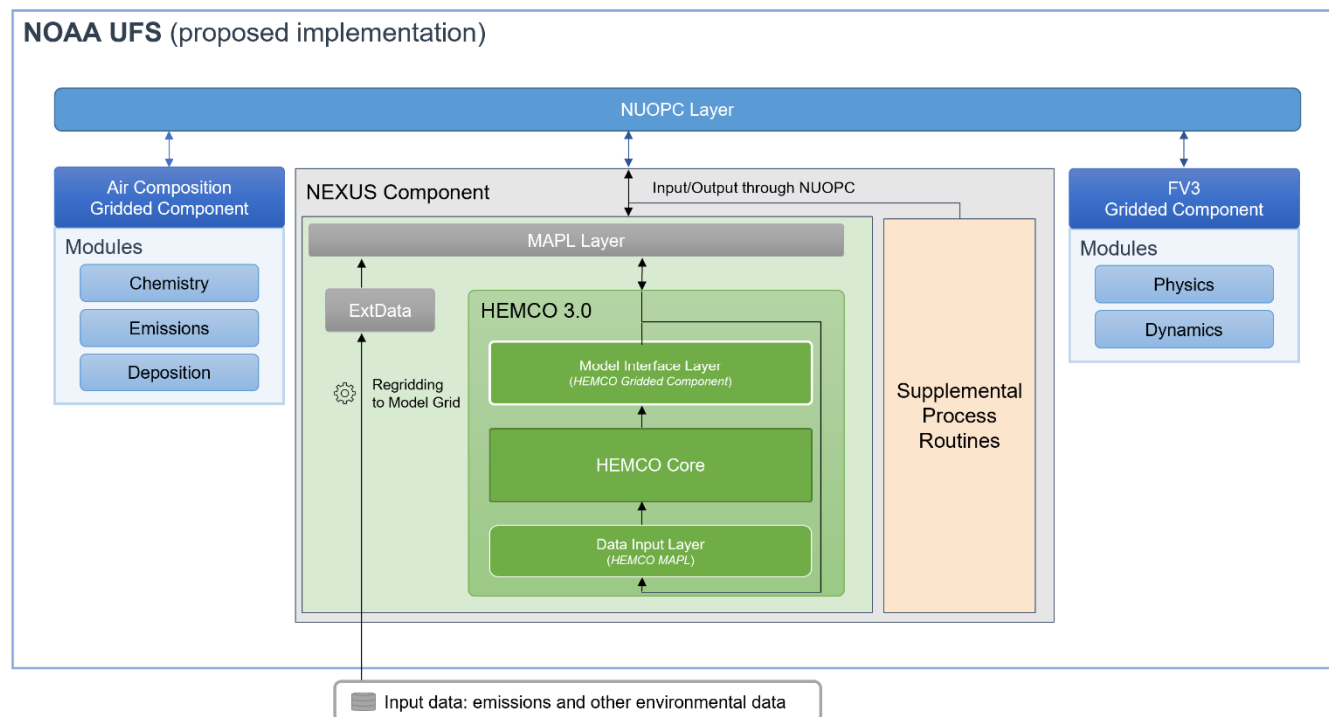 NOAA UFS (proposed implementation)
NUOPC Layer
Air Composition
Gridded Component
Modules
Chemistry
Emissions
Deposition
NEXUS Component
Input/Output through NUOPC
MAPL Layer
ExtData
Regridding
to Model Grid
HEMCO 3.0
Model Interface Layer
(HEMCO Gridded Component)
HEMCO Core
Data Input Layer
(HEMCO MAPL)
Supplemental
Process
Routines
FV3
Gridded Component
Modules
Physics
Dynamics
Input data: emissions and other environmental data